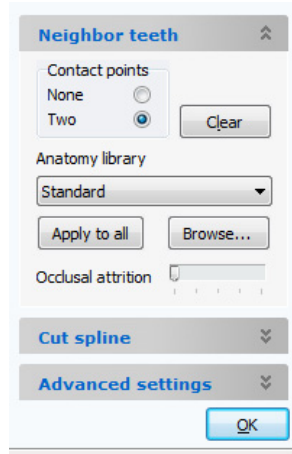 Neighbor teeth
Contact points
None
Two
Clear
Anatomy library
Standard
Apply to all Browse...
Occlusal attrition
Cut spline
Advanced settings
OK